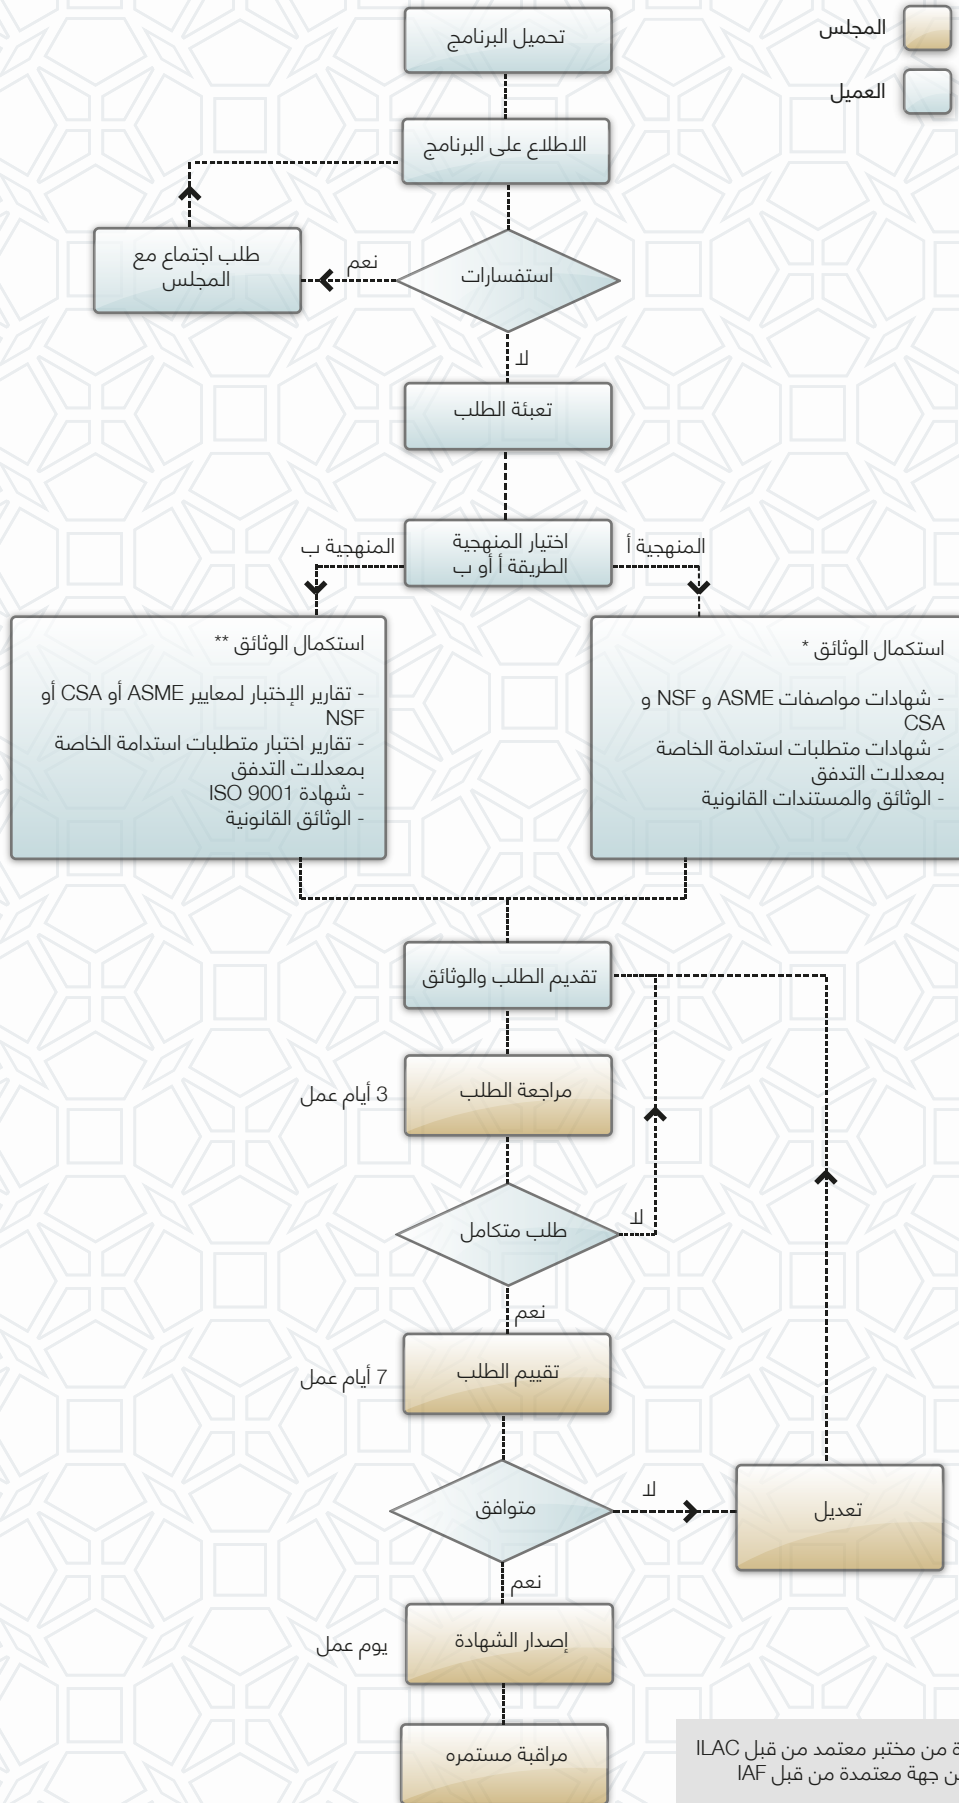 المجلس
العميل
تحميل البرنامج
الاطلاع على البرنامج
طلب اجتماع مع
المجلس
نعم
استفسارات
لا
تعبئة الطلب
المنهجية أ
اختيار المنهجية
الطريقة أ أو ب
المنهجية ب
استكمال الوثائق *
- شهادات مواصفات ASME و NSF و
CSA
- شهادات متطلبات استدامة الخاصة
بمعدلات التدفق
- الوثائق والمستندات القانونية
استكمال الوثائق **
- تقارير الإختبار لمعايير ASME أو CSA أو
NSF
- تقارير اختبار متطلبات استدامة الخاصة
بمعدلات التدفق
- شهادة ISO 9001
- الوثائق القانونية
تقديم الطلب والوثائق
مراجعة الطلب
3 أيام عمل
طلب متكامل
لا
نعم
تقييم الطلب
7 أيام عمل
متوافق
لا
تعديل
نعم
إصدار الشهادة
يوم عمل
مراقبة مستمره
من مختبر معتمد من قبل ILAC
جهة معتمدة من قبل IAF